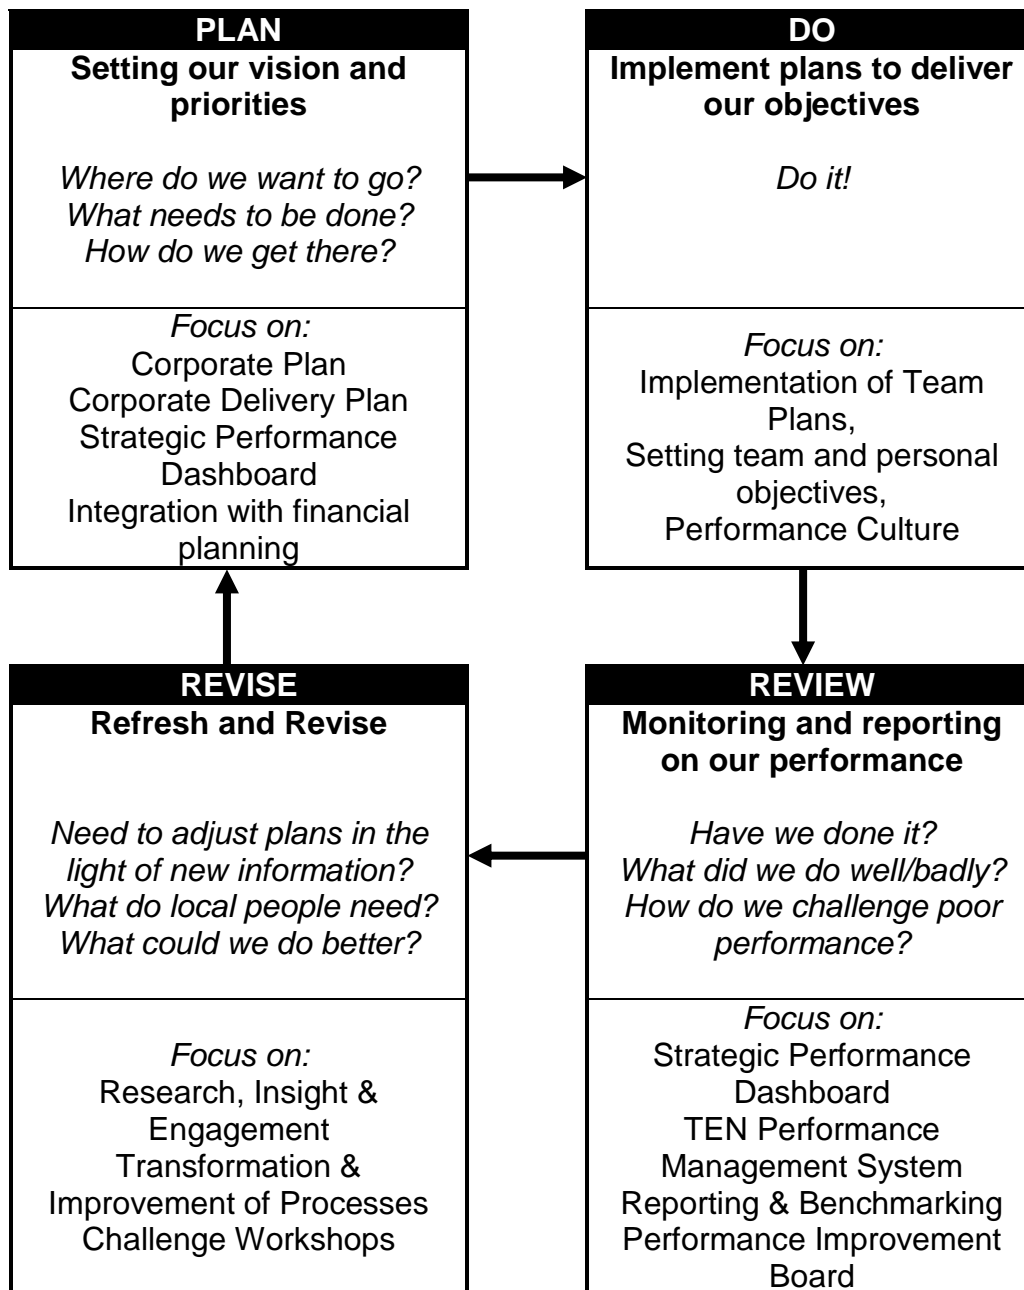 PLAN
Setting our vision and
priorities
Where do we want to go?
What needs to be done?
How do we get there?
Focus on:
Corporate Plan
Corporate Delivery Plan
Strategic Performance
Dashboard
Integration with financial
planning
DO
Implement plans to deliver
our objectives
Do it!
Focus on:
Implementation of Team
Plans,
Setting team and personal
objectives,
Performance Culture
REVIEW
Monitoring and reporting
on our performance
Have we done it?
What did we do well/badly?
How do we challenge poor
performance?
Focus on:
Strategic Performance
Dashboard
TEN Performance
Management System
Reporting & Benchmarking
Performance Improvement
Board
REVISE
Refresh and Revise
Need to adjust plans in the
light of new information?
What do local people need?
What could we do better?
Focus on:
Research, Insight &
Engagement
Transformation &
Improvement of Processes
Challenge Workshops